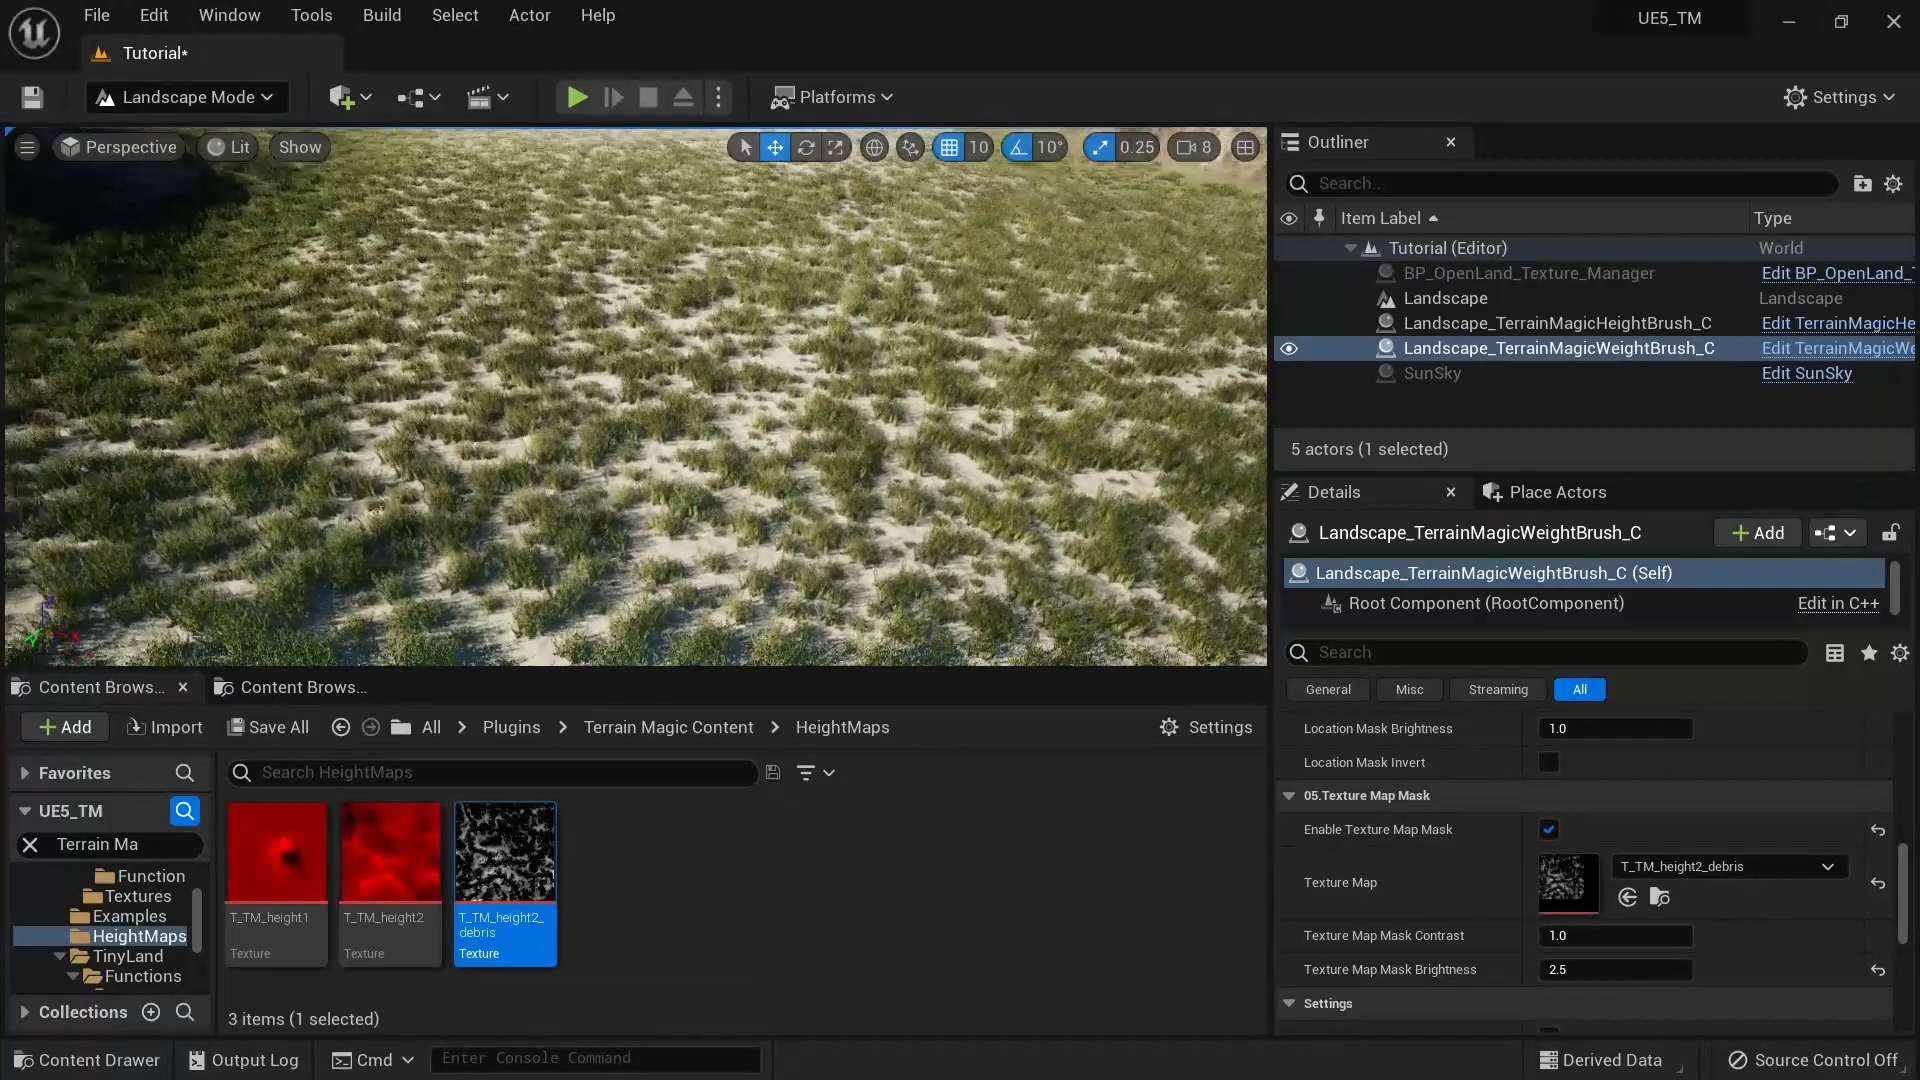 File Edit Window Tools Build Select Actor Help
UE5_TM
Tutorial*
Landscape Mode
Platforms
Settings
Perspective Lit Show
10 10° 0.25 8
Outliner
Search...
Item Label Type
Tutorial (Editor) World
BP_OpenLand_Texture_Manager Edit BP_OpenLand_
Landscape Landscape
Landscape_TerrainMagicHeightBrush_C Edit TerrainMagicHe
Landscape_TerrainMagicWeightBrush_C Edit TerrainMagicWe
SunSky Edit SunSky
5 actors (1 selected)
Details Place Actors
Landscape_TerrainMagicWeightBrush_C Add
Landscape_TerrainMagicWeightBrush_C (Self)
Root Component (RootComponent) Edit in C++
Search
General Misc Streaming All
Location Mask Brightness 1.0
Location Mask Invert
05.Texture Map Mask
Enable Texture Map Mask
Texture Map T_TM_height2_debris
Texture Map Mask Contrast 1.0
Texture Map Mask Brightness 2.5
Settings
Content Brows... Content Brows...
Add Import Save All All > Plugins > Terrain Magic Content > HeightMaps Settings
Favorites
Search HeightMaps
UE5_TM
Terrain Ma
Function
Textures
Examples
HeightMaps
TinyLand
Functions
Collections
T_TM_height1
Texture
T_TM_height2
Texture
T_TM_height2_
debris
Texture
3 items (1 selected)
Content Drawer Output Log Cmd Enter Console Command Derived Data Source Control Off
Z
X